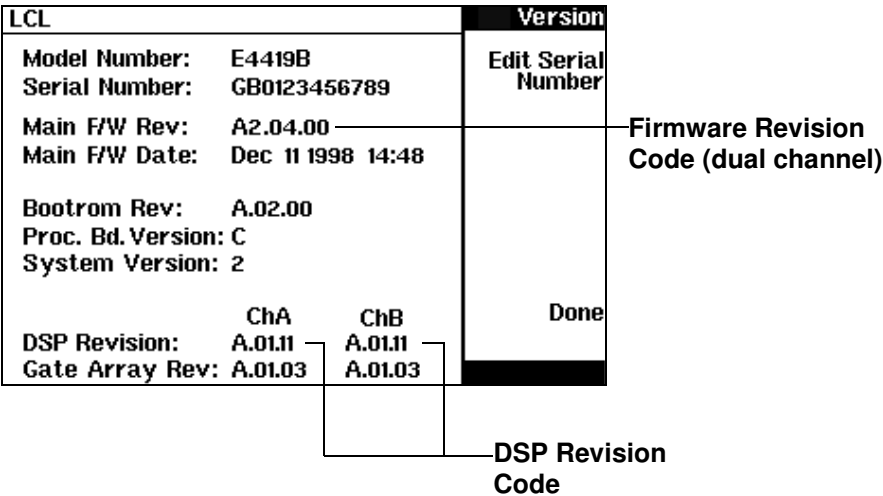 LCL
Version
Model Number: E4419B
Serial Number: GB0123456789
Edit Serial
Number
Main F/W Rev: A2.04.00
Main F/W Date: Dec 11 1998 14:48
Firmware Revision
Code (dual channel)
Bootrom Rev: A.02.00
Proc. Bd. Version: C
System Version: 2
ChA ChB
DSP Revision: A.01.11 A.01.11
Gate Array Rev: A.01.03 A.01.03
Done
DSP Revision
Code